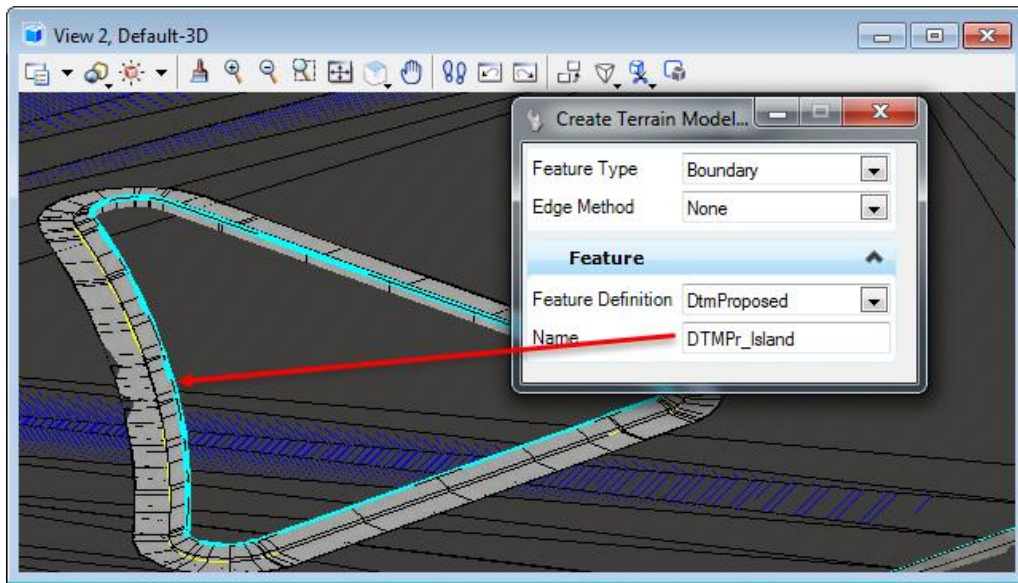 View 2, Default-3D
Create Terrain Model...
Feature Type Boundary
Edge Method None
Feature
Feature Definition DtmProposed
Name DTMPr_Island